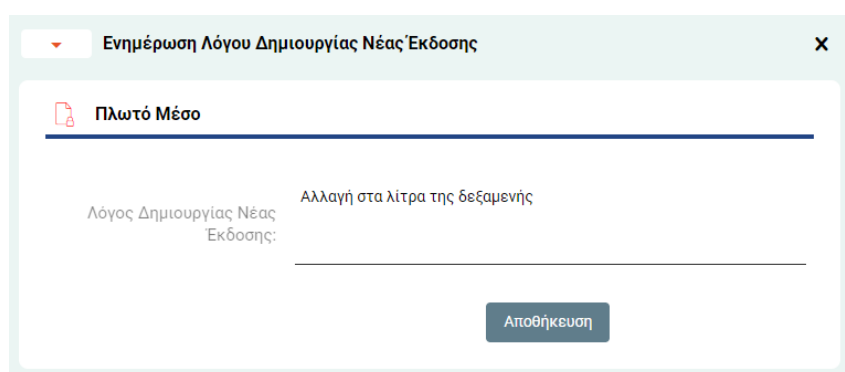 Ενημέρωση Λόγου Δημιουργίας Νέας Έκδοσης
Πλωτό Μέσο
Αλλαγή στα λίτρα της δεξαμενής
Λόγος Δημιουργίας Νέας
Έκδοσης:
Αποθήκευση